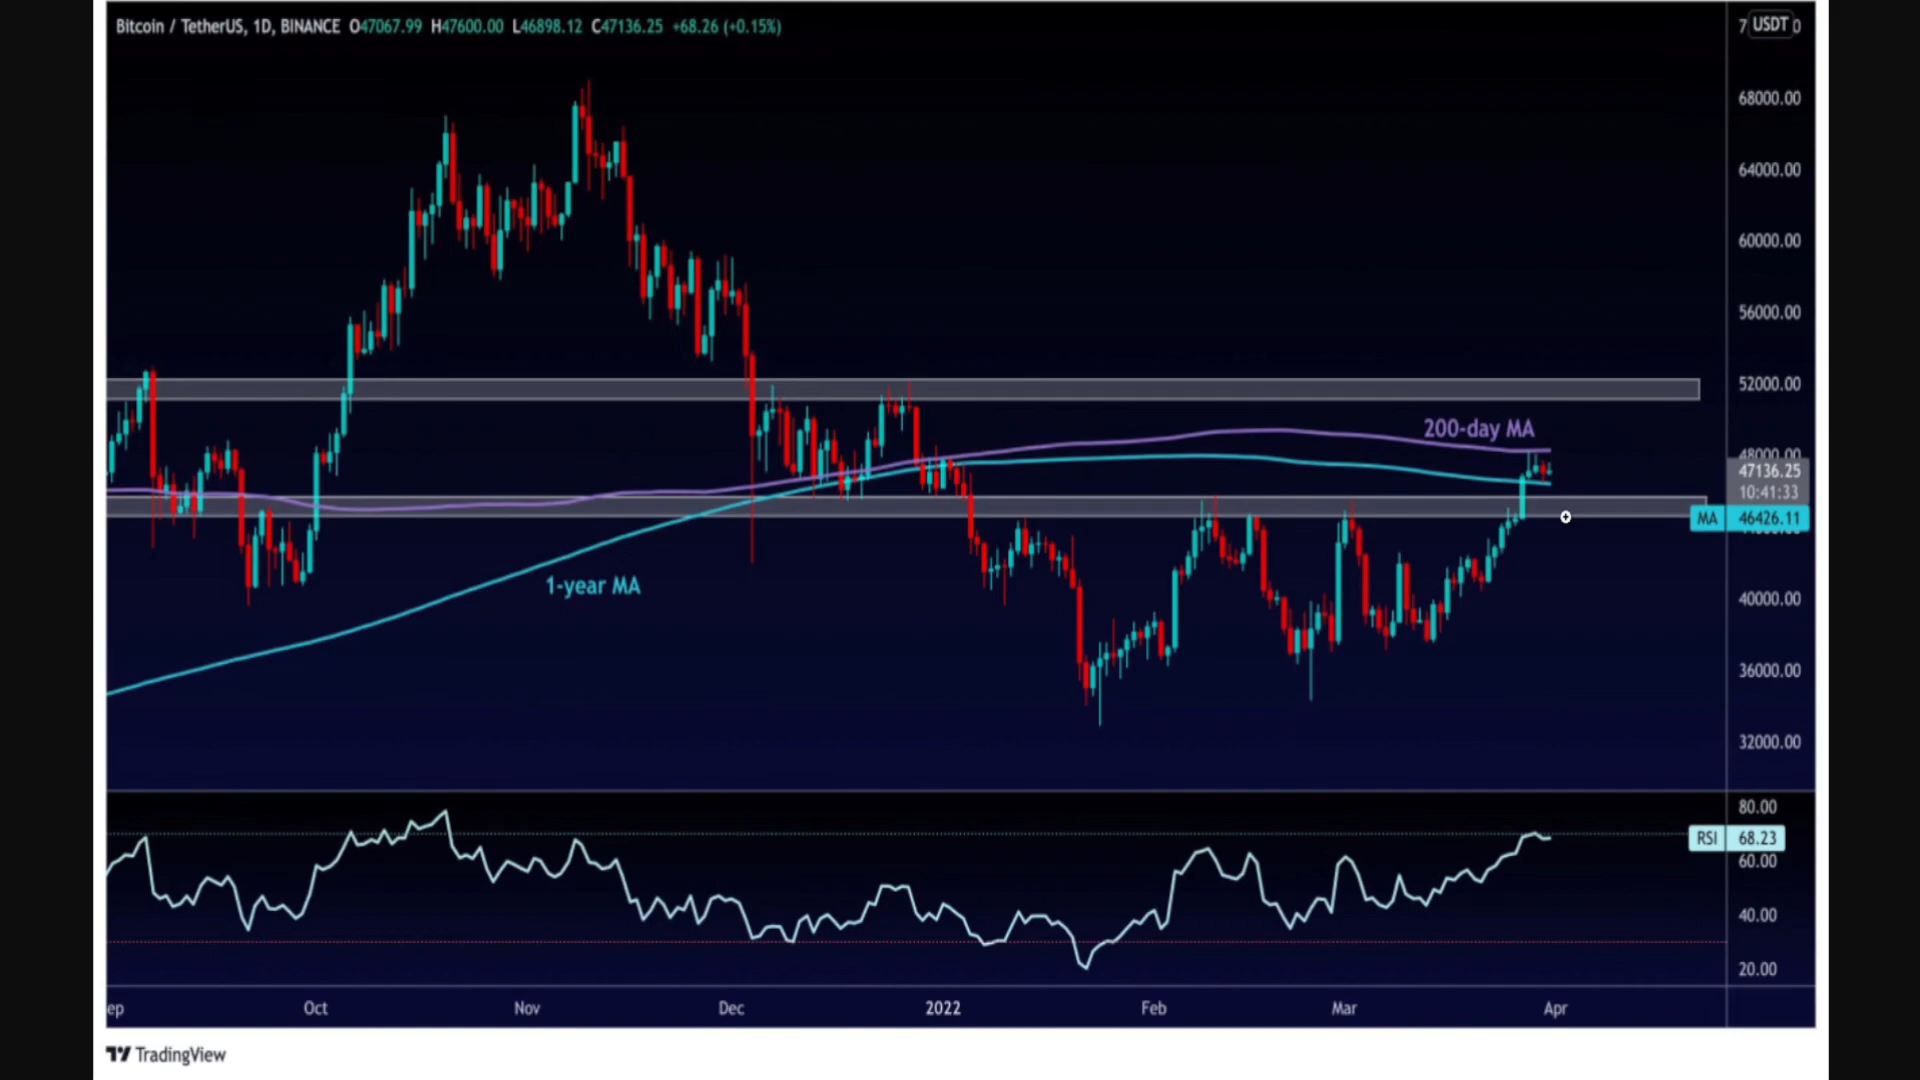 Bitcoin / TetherUS, 1D, BINANCE O47067.99 H47600.00 L46898.12 C47136.25 +68.26 (+0.15%)
USDT
68000.00
64000.00
60000.00
56000.00
52000.00
200-day MA
48000.00
47136.25
10:41:33
MA 46426.11
1-year MA
40000.00
36000.00
32000.00
80.00
RSI 68.23
60.00
40.00
20.00
ep Oct Nov Dec 2022 Feb Mar Apr
TradingView